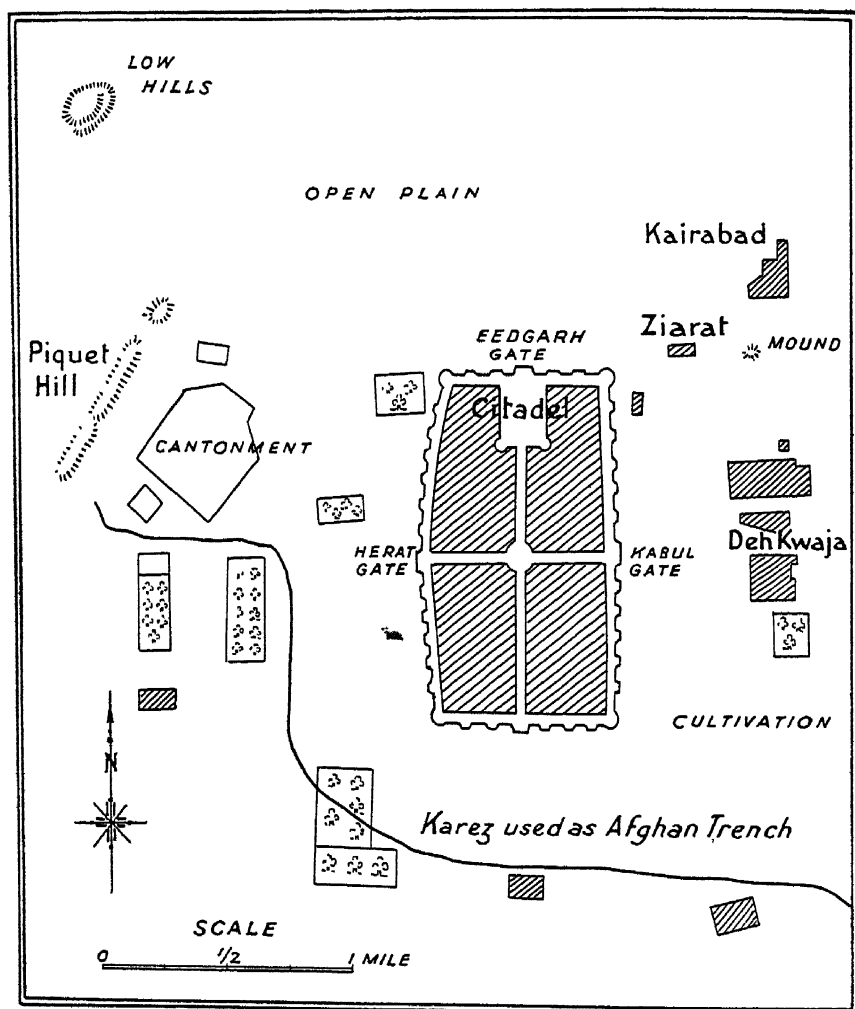 LOW
HILLS
OPEN PLAIN
Kairabad
Ziarat
MOUND
EEDGARH
GATE
Piquet
Hill
Citadel
CANTONMENT
HERAT
GATE
KABUL
GATE
Deh Kwaja
CULTIVATION
N
Karez used as Afghan Trench
SCALE
0 1/2 1 MILE